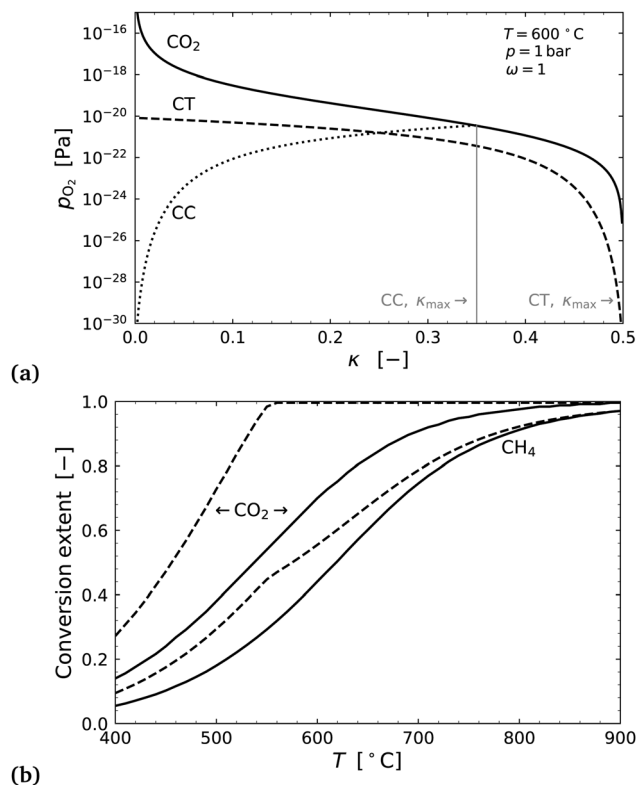 10⁻¹⁶
10⁻¹⁸
10⁻²⁰
10⁻²²
10⁻²⁴
10⁻²⁶
10⁻²⁸
10⁻³⁰
p_O₂ [Pa]
CO₂
CT
CC
T = 600 °C
p = 1 bar
ω = 1
CC, κmax →
CT, κmax →
0.0 0.1 0.2 0.3 0.4 0.5
κ [−]
(a)
1.0
0.8
0.6
0.4
0.2
0.0
Conversion extent [−]
← CO₂ →
CH₄
400 500 600 700 800 900
T [°C]
(b)